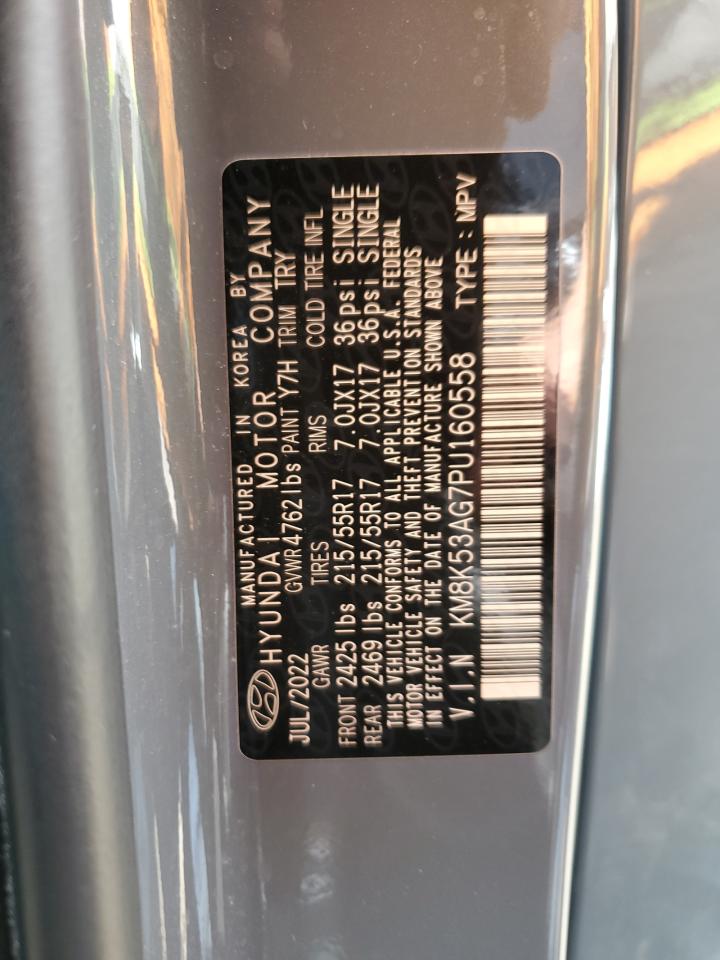 MANUFACTURED IN KOREA BY
HYUNDAI MOTOR COMPANY
JUL/2022 GVWR 4762 lbs PAINT Y7H TRIM TRY
GAWR TIRES RIMS COLD TIRE INFL
FRONT 2425 lbs 215/55R17 7.0JX17 36psi SINGLE
REAR 2469 lbs 215/55R17 7.0JX17 36psi SINGLE
THIS VEHICLE CONFORMS TO ALL APPLICABLE U.S.A. FEDERAL
MOTOR VEHICLE SAFETY AND THEFT PREVENTION STANDARDS
IN EFFECT ON THE DATE OF MANUFACTURE SHOWN ABOVE
V.I.N KM8K53AG7PU160558 TYPE : MPV